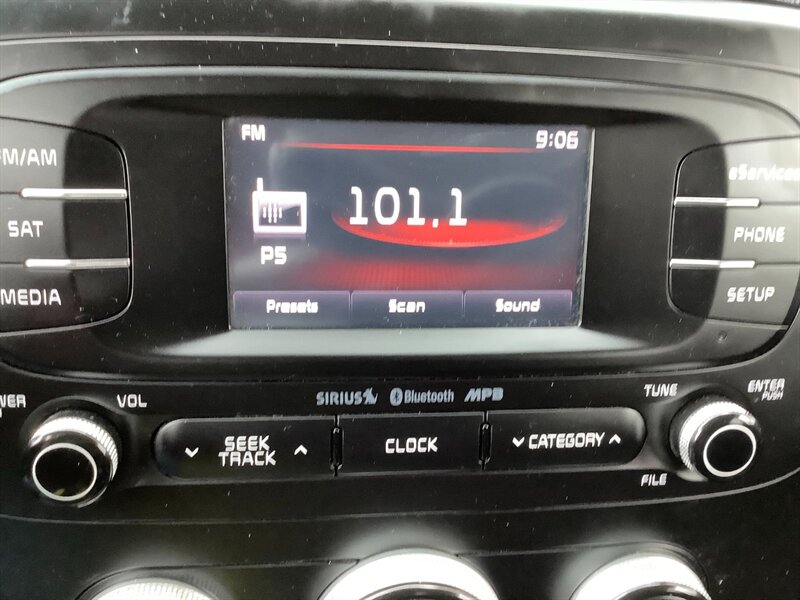 FM 9:06
FM/AM
SAT
MEDIA
101.1
P5
Presets Scan Sound
eServices
PHONE
SETUP
VOL
SIRIUS Bluetooth MP3
TUNE
ENTER
PUSH
SEEK
TRACK
CLOCK
CATEGORY
FILE